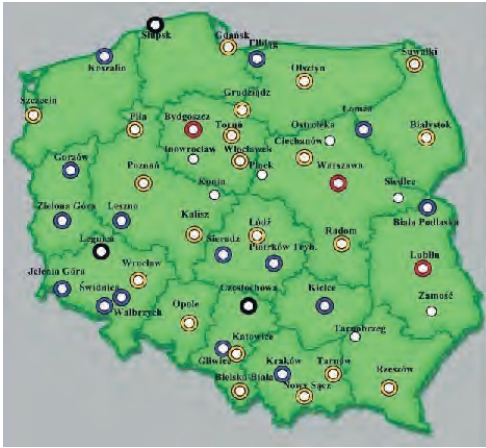 Słupsk
Gdańsk
Elbląg
Koszalin
Suwałki
Olsztyn
Szczecin
Grudziądz
Piła
Bydgoszcz
Toruń
Ostrołęka
Łomża
Białystok
Ciechanów
Inowrocław
Włocławek
Gorzów
Poznań
Płock
Warszawa
Konin
Siedlce
Zielona Góra
Leszno
Kalisz
Łódź
Biała Podlaska
Sieradz
Piotrków Tryb.
Radom
Legnica
Wrocław
Lublin
Jelenia Góra
Świdnica
Wałbrzych
Opole
Częstochowa
Kielce
Zamość
Tarnobrzeg
Katowice
Gliwice
Kraków
Tarnów
Rzeszów
Bielsko-Biała
Nowy Sącz